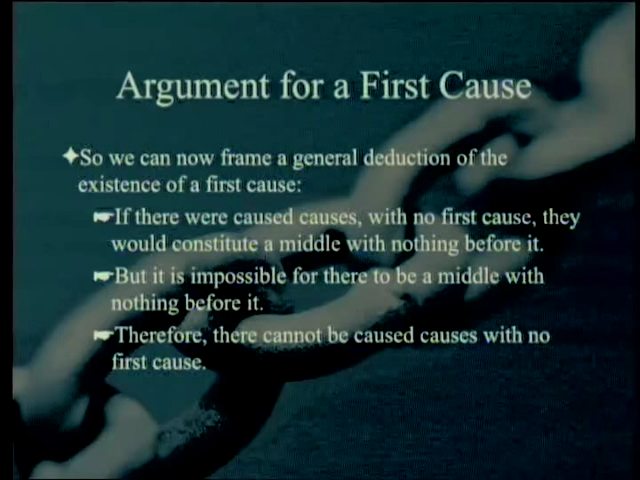 Argument for a First Cause
So we can now frame a general deduction of the
existence of a first cause:
If there were caused causes, with no first cause, they
would constitute a middle with nothing before it.
But it is impossible for there to be a middle with
nothing before it.
Therefore, there cannot be caused causes with no
first cause.